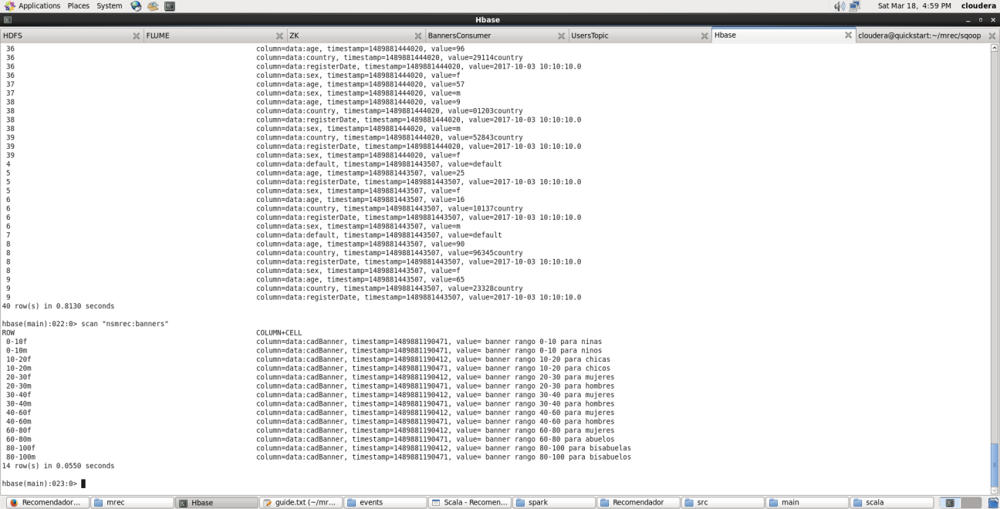 Applications Places System Sat Mar 18, 4:59 PM cloudera
Hbase
HDFS FLUME ZK BannersConsumer UsersTopic Hbase cloudera@quickstart:~/mrec/sqoop
36 column=data:age, timestamp=1489881444020, value=96
36 column=data:country, timestamp=1489881444020, value=29114country
36 column=data:registerDate, timestamp=1489881444020, value=2017-10-03 10:10:10.0
36 column=data:sex, timestamp=1489881444020, value=f
37 column=data:age, timestamp=1489881444020, value=57
37 column=data:sex, timestamp=1489881444020, value=m
38 column=data:age, timestamp=1489881444020, value=9
38 column=data:country, timestamp=1489881444020, value=01203country
38 column=data:registerDate, timestamp=1489881444020, value=2017-10-03 10:10:10.0
38 column=data:sex, timestamp=1489881444020, value=m
39 column=data:country, timestamp=1489881444020, value=52843country
39 column=data:registerDate, timestamp=1489881444020, value=2017-10-03 10:10:10.0
39 column=data:sex, timestamp=1489881444020, value=f
4 column=data:default, timestamp=1489881443507, value=default
5 column=data:age, timestamp=1489881443507, value=25
5 column=data:registerDate, timestamp=1489881443507, value=2017-10-03 10:10:10.0
5 column=data:sex, timestamp=1489881443507, value=f
6 column=data:age, timestamp=1489881443507, value=16
6 column=data:country, timestamp=1489881443507, value=10137country
6 column=data:registerDate, timestamp=1489881443507, value=2017-10-03 10:10:10.0
6 column=data:sex, timestamp=1489881443507, value=m
7 column=data:default, timestamp=1489881443507, value=default
8 column=data:age, timestamp=1489881443507, value=90
8 column=data:country, timestamp=1489881443507, value=96345country
8 column=data:registerDate, timestamp=1489881443507, value=2017-10-03 10:10:10.0
8 column=data:sex, timestamp=1489881443507, value=f
9 column=data:age, timestamp=1489881443507, value=65
9 column=data:country, timestamp=1489881443507, value=23328country
9 column=data:registerDate, timestamp=1489881443507, value=2017-10-03 10:10:10.0
40 row(s) in 0.8130 seconds
hbase(main):022:0> scan "nsmrec:banners"
ROW COLUMN+CELL
0-10f column=data:cadBanner, timestamp=1489881190471, value= banner rango 0-10 para ninas
0-10m column=data:cadBanner, timestamp=1489881190471, value= banner rango 0-10 para ninos
10-20f column=data:cadBanner, timestamp=1489881190412, value= banner rango 10-20 para chicas
10-20m column=data:cadBanner, timestamp=1489881190471, value= banner rango 10-20 para chicos
20-30f column=data:cadBanner, timestamp=1489881190412, value= banner rango 20-30 para mujeres
20-30m column=data:cadBanner, timestamp=1489881190471, value= banner rango 20-30 para hombres
30-40f column=data:cadBanner, timestamp=1489881190412, value= banner rango 30-40 para mujeres
30-40m column=data:cadBanner, timestamp=1489881190471, value= banner rango 30-40 para hombres
40-60f column=data:cadBanner, timestamp=1489881190412, value= banner rango 40-60 para mujeres
40-60m column=data:cadBanner, timestamp=1489881190471, value= banner rango 40-60 para hombres
60-80f column=data:cadBanner, timestamp=1489881190412, value= banner rango 60-80 para mujeres
60-80m column=data:cadBanner, timestamp=1489881190471, value= banner rango 60-80 para abuelos
80-100f column=data:cadBanner, timestamp=1489881190412, value= banner rango 80-100 para bisabuelas
80-100m column=data:cadBanner, timestamp=1489881190471, value= banner rango 80-100 para bisabuelos
14 row(s) in 0.0550 seconds
hbase(main):023:0>
Recomendador... mrec Hbase guide.txt (~/mr... events Scala - Recomen... spark Recomendador src main scala